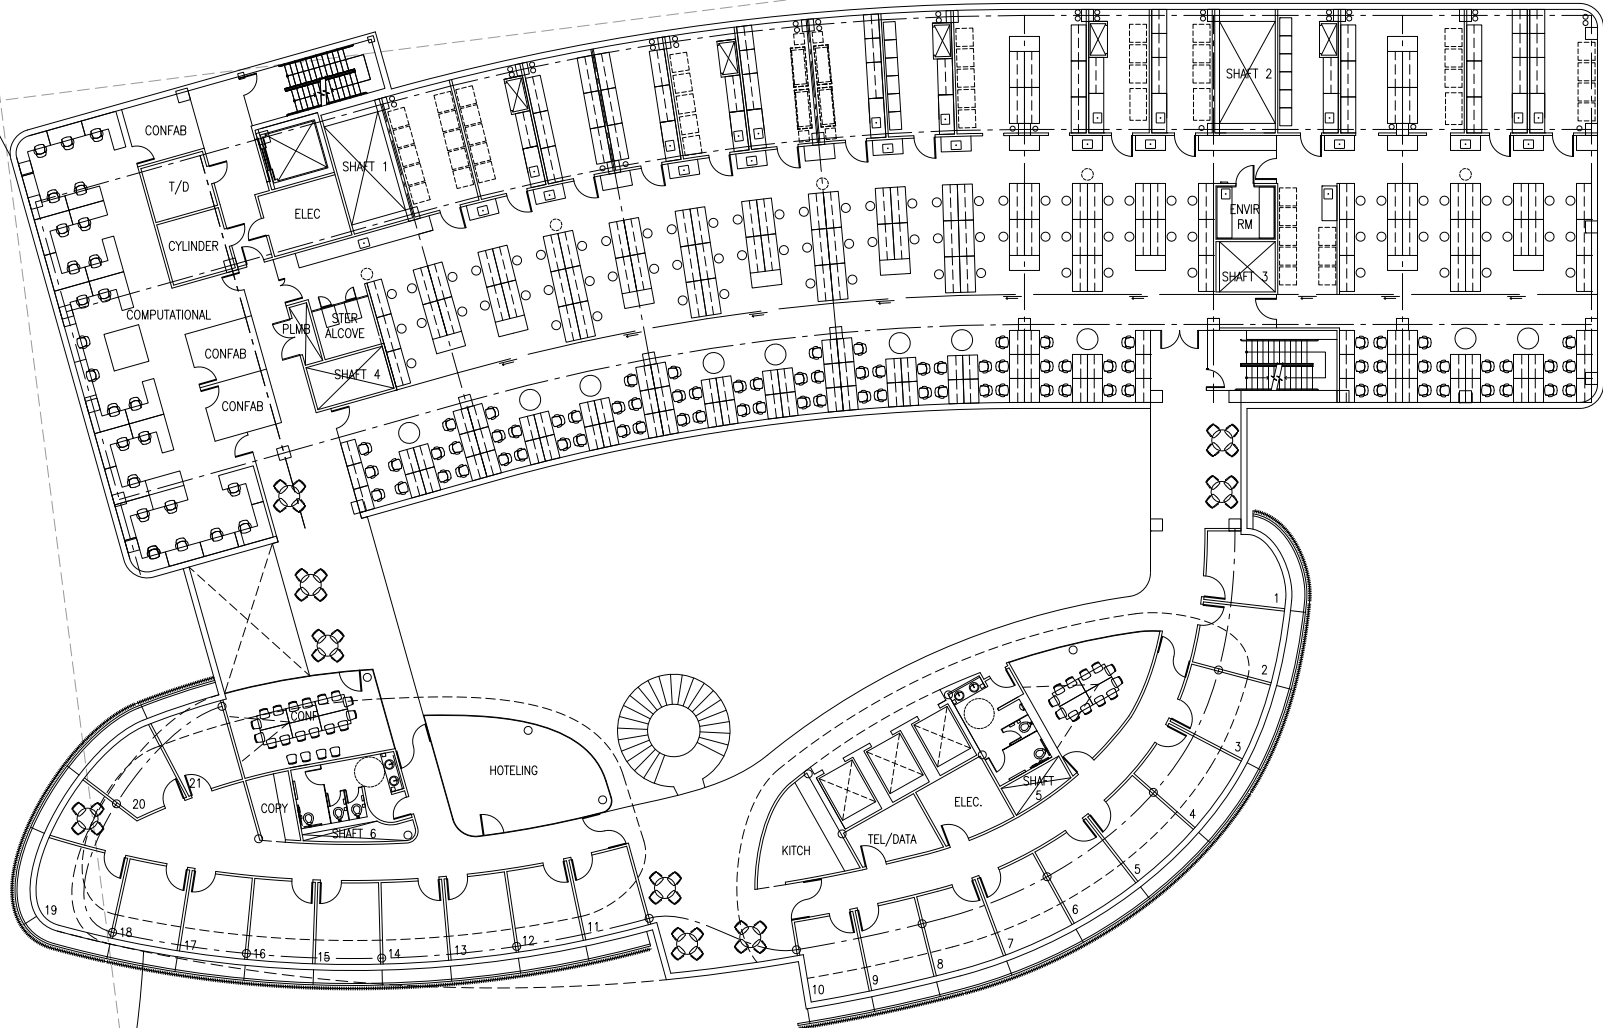 SHAFT 2
CONFAB
SHAFT 1
T/D
ELEC
ENVIR
RM
CYLINDER
SHAFT 3
COMPUTATIONAL
PLMB
STER
ALCOVE
CONFAB
SHAFT 4
CONFAB
1
2
CONF
3
HOTELING
21
20
COPY
SHAFT 6
SHAFT
5
ELEC.
4
TEL/DATA
KITCH
5
19
18
17
16
15
14
13
12
11
6
7
8
9
10